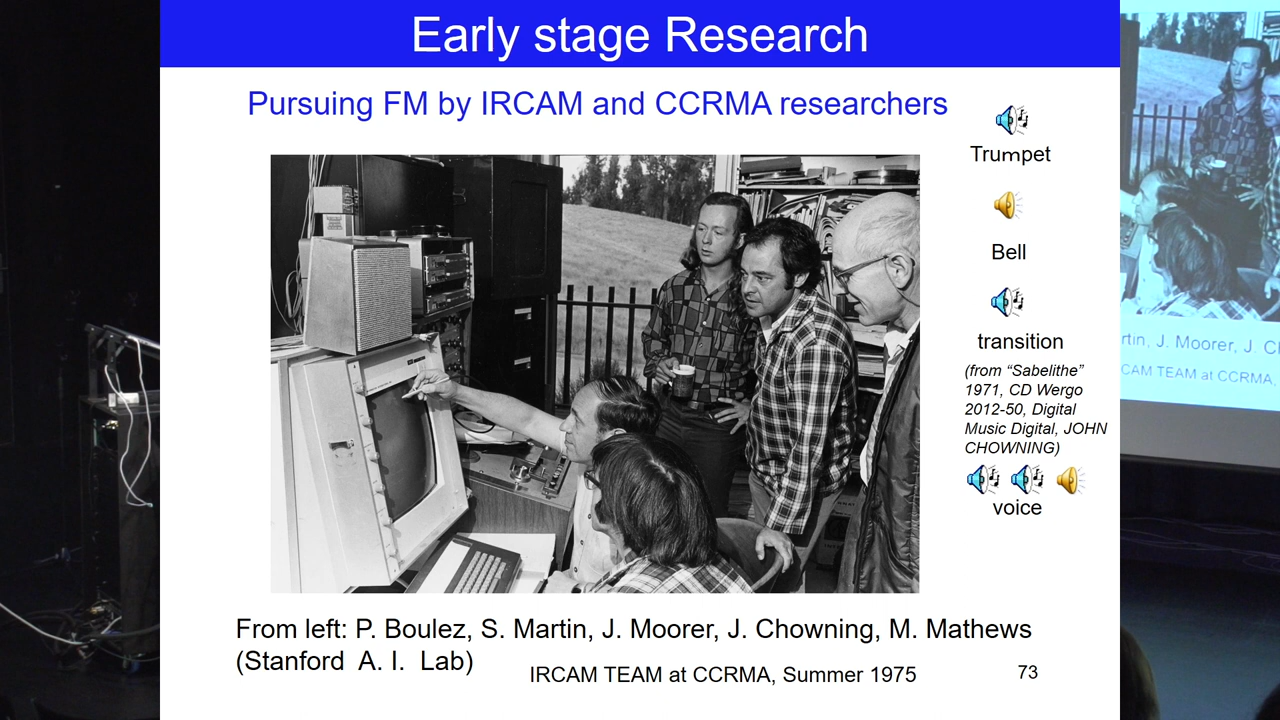 Early stage Research
Pursuing FM by IRCAM and CCRMA researchers
Trumpet
Bell
transition
(from “Sabelithe”
1971, CD Wergo
2012-50, Digital
Music Digital, JOHN
CHOWNING)
voice
From left: P. Boulez, S. Martin, J. Moorer, J. Chowning, M. Mathews
(Stanford A. I. Lab)
IRCAM TEAM at CCRMA, Summer 1975
73
rtin, J. Moorer, J. C
CAM TEAM at CCRMA,